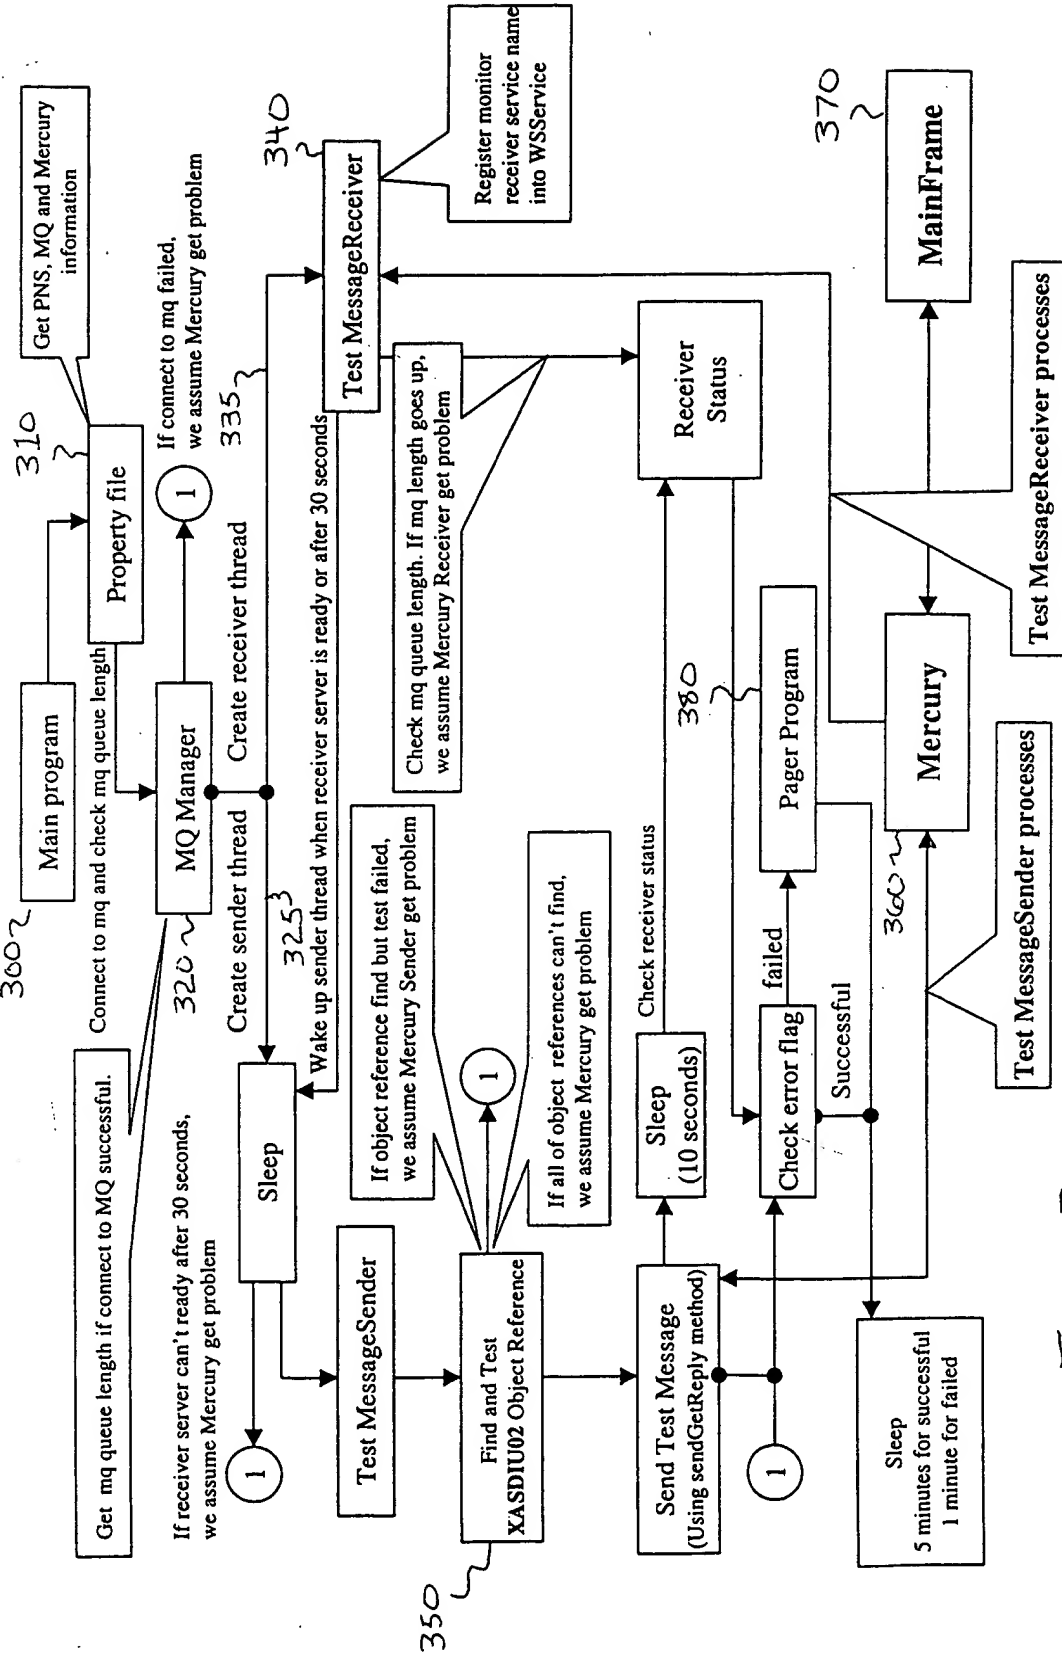 300
Main program
310
Property file
Get PNS, MQ and Mercury
information
Connect to mq and check mq queue length
Get mq queue length if connect to MQ successful.
320
MQ Manager
1
If connect to mq failed,
we assume Mercury get problem
If receiver server can't ready after 30 seconds,
we assume Mercury get problem
Create sender thread
Create receiver thread
325
335
340
Sleep
Wake up sender thread when receiver server is ready or after 30 seconds
Test MessageReceiver
Register monitor
receiver service name
into WSService
1
Test MessageSender
If object reference find but test failed,
we assume Mercury Sender get problem
Check mq queue length. If mq length goes up,
we assume Mercury Receiver get problem
350
Find and Test
XASDIU02 Object Reference
1
If all of object references can't find,
we assume Mercury get problem
Send Test Message
(Using sendGetReply method)
Sleep
(10 seconds)
Check receiver status
Receiver
Status
380
1
Check error flag
failed
Pager Program
Successful
370
Sleep
5 minutes for successful
1 minute for failed
360
Mercury
MainFrame
Test MessageSender processes
Test MessageReceiver processes